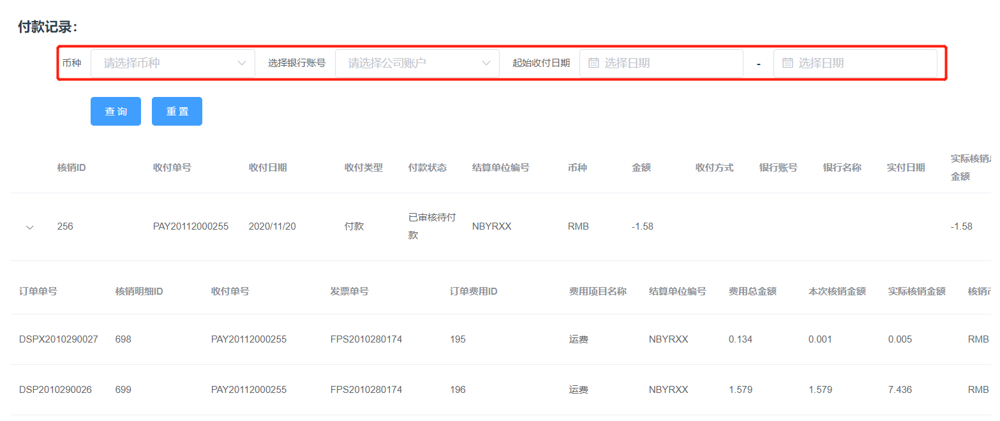 付款记录：
币种 请选择币种 选择银行账号 请选择公司账户 起始收付日期 选择日期 - 选择日期
查 询 重 置
核销ID 收付单号 收付日期 收付类型 付款状态 结算单位编号 币种 金额 收付方式 银行账号 银行名称 实付日期 实际核销
金额
256 PAY20112000255 2020/11/20 付款 已审核待付 NBYRXX RMB -1.58 -1.58
款
订单单号 核销明细ID 收付单号 发票单号 订单费用ID 费用项目名称 结算单位编号 费用总金额 本次核销金额 实际核销金额 核销
DSPX2010290027 698 PAY20112000255 FPS2010280174 195 运费 NBYRXX 0.134 0.001 0.005 RMB
DSP2010290026 699 PAY20112000255 FPS2010280174 196 运费 NBYRXX 1.579 1.579 7.436 RMB